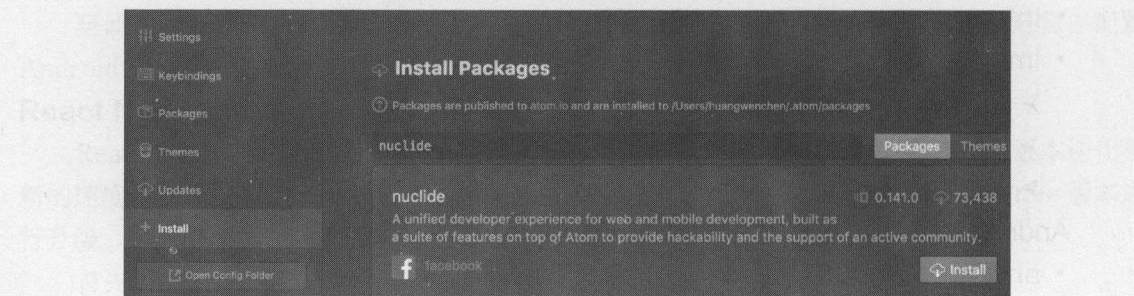 Settings
Keybindings
Packages
Themes
Updates
Install
Open Config Folder
Install Packages
Packages are published to atom.io and are installed to /Users/huangwenchen/.atom/packages
nuclide
Packages Themes
nuclide 0.141.0 73,438
A unified developer experience for web and mobile development, built as
a suite of features on top of Atom to provide hackability and the support of an active community.
facebook
Install